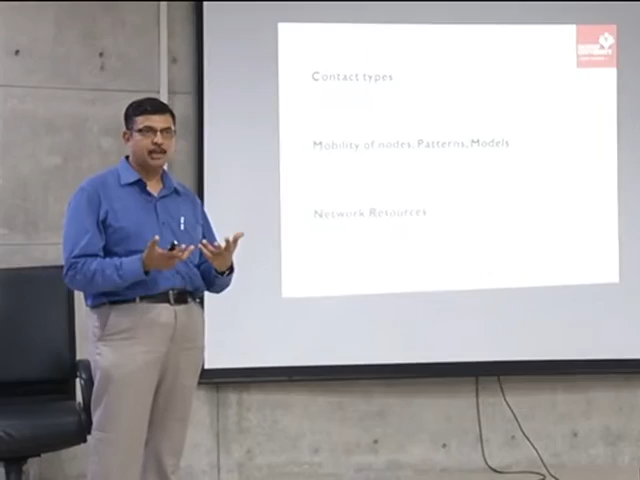 Contact types
Mobility of nodes, Patterns, Models
Network Resources